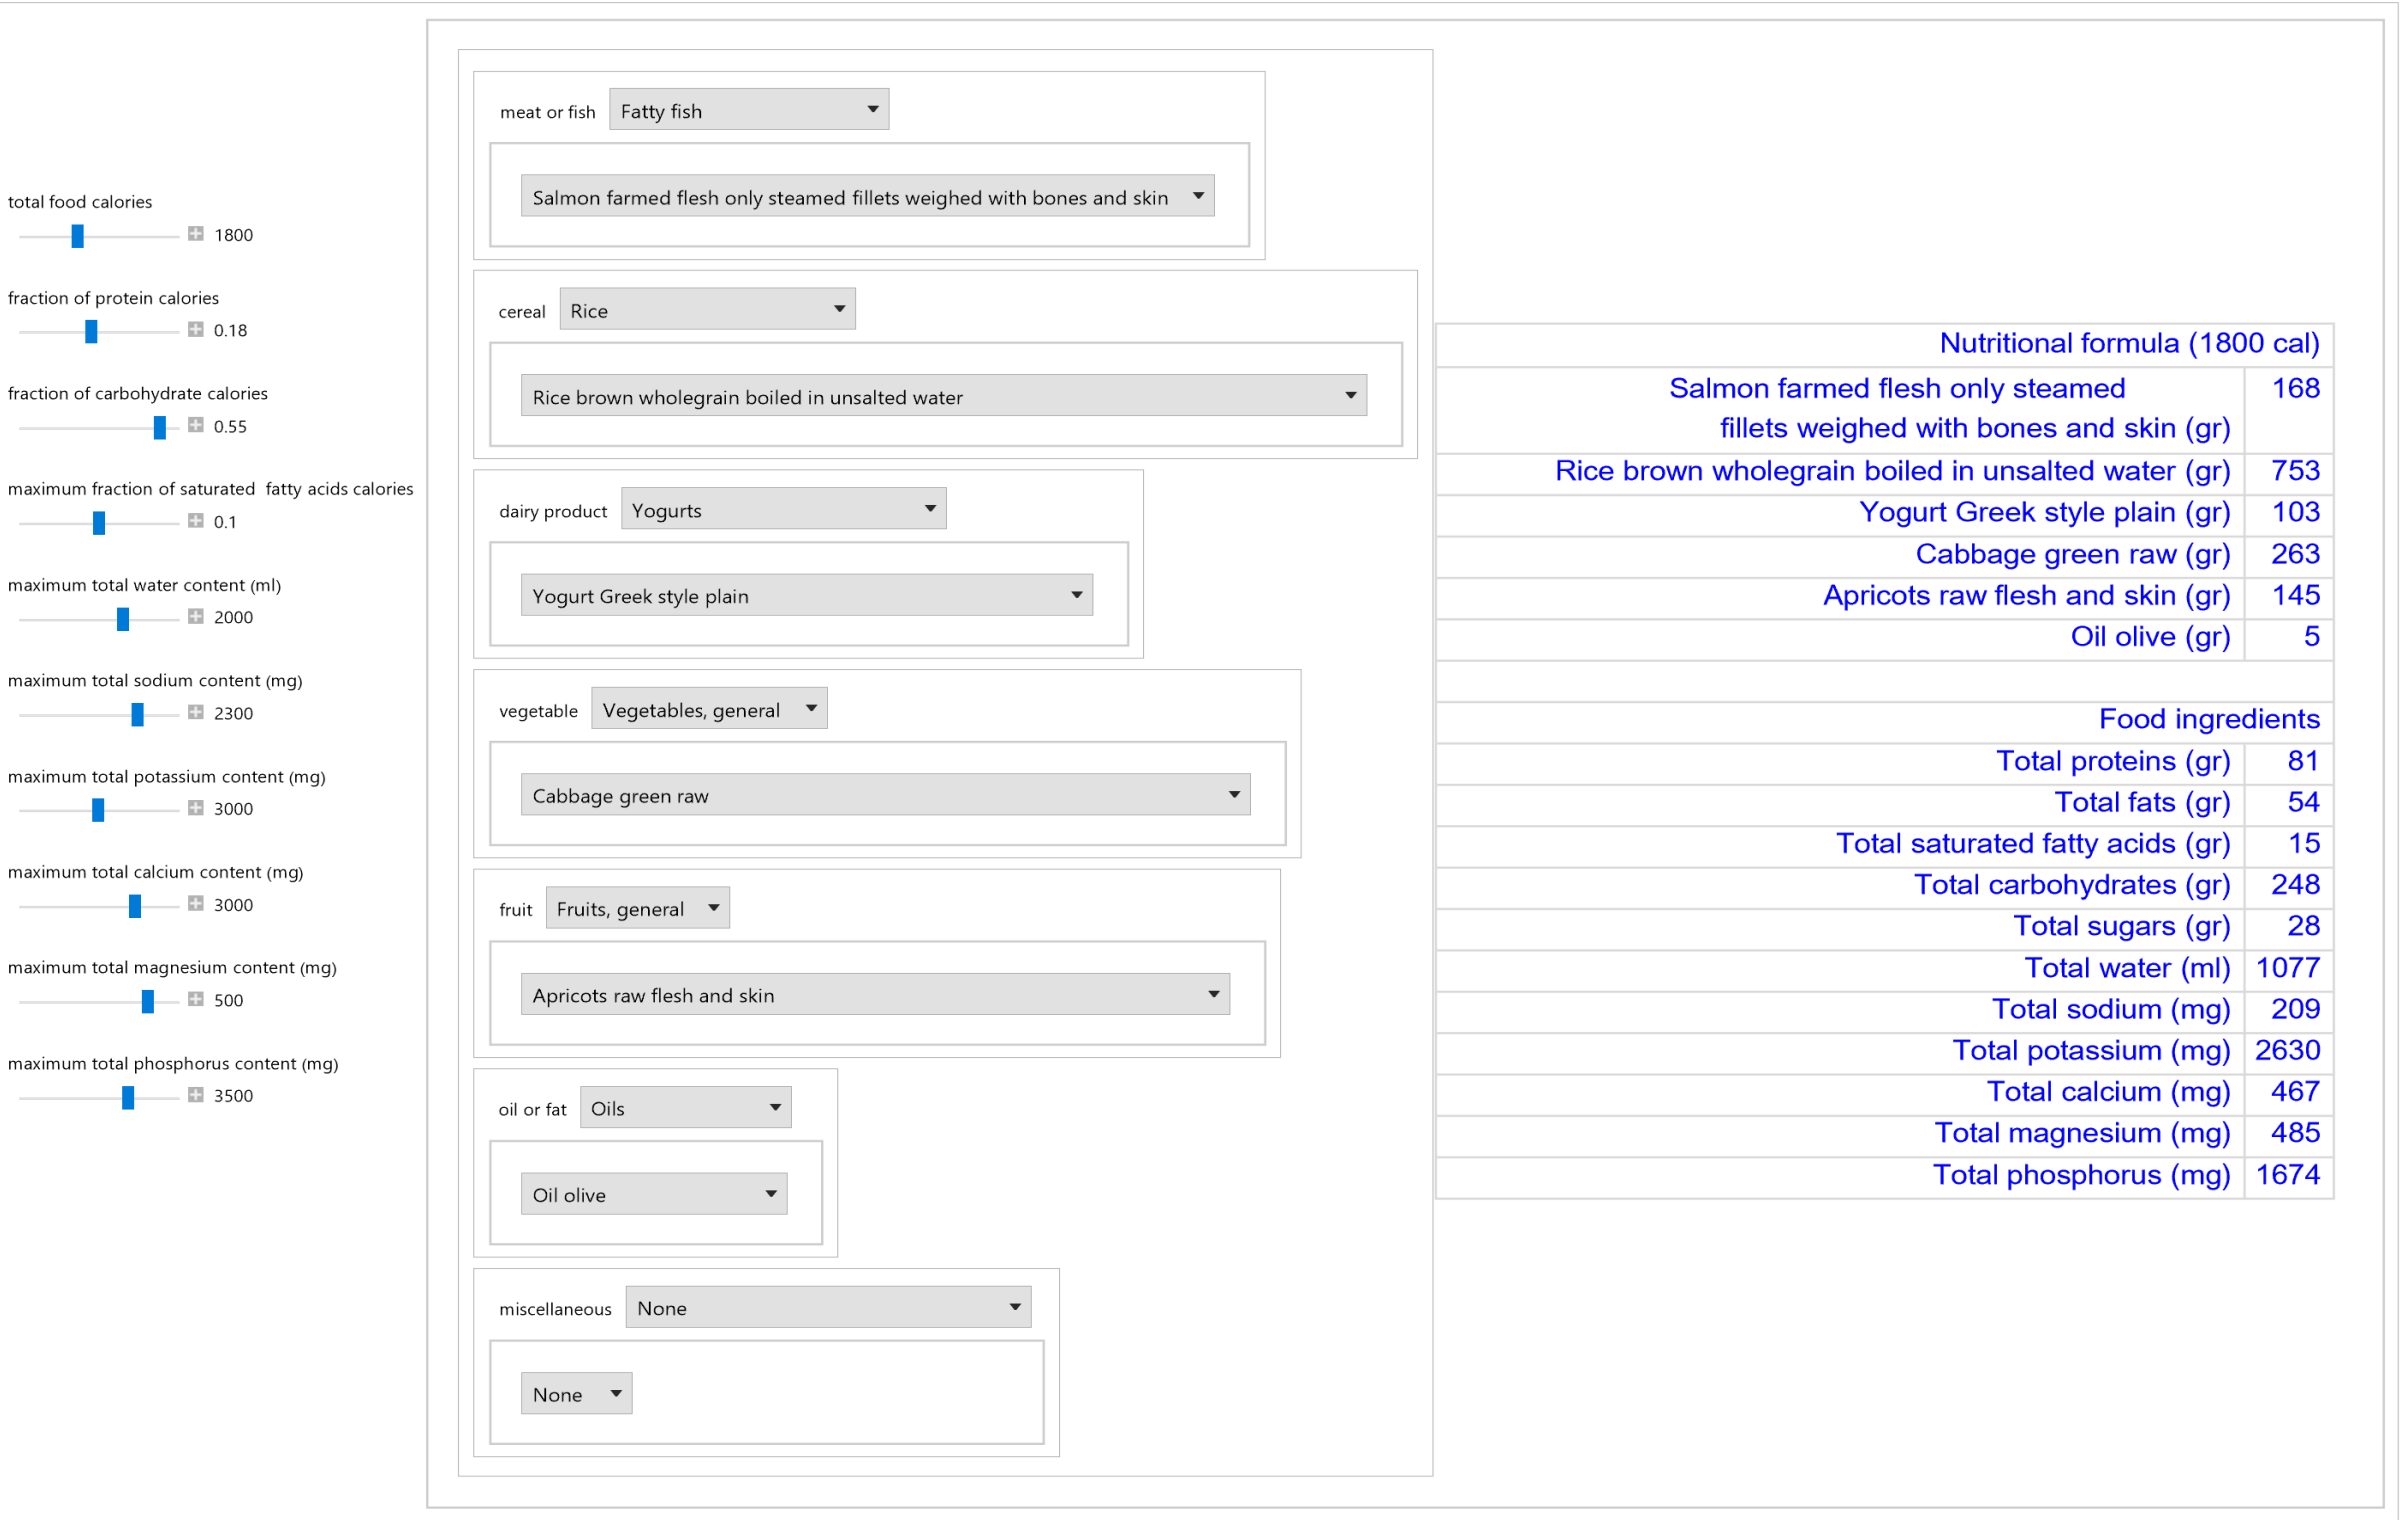 total food calories
1800
fraction of protein calories
0.18
fraction of carbohydrate calories
0.55
maximum fraction of saturated  fatty acids calories
0.1
maximum total water content (ml)
2000
maximum total sodium content (mg)
2300
maximum total potassium content (mg)
3000
maximum total calcium content (mg)
3000
maximum total magnesium content (mg)
500
maximum total phosphorus content (mg)
3500
meat or fish Fatty fish
Salmon farmed flesh only steamed fillets weighed with bones and skin
cereal Rice
Rice brown wholegrain boiled in unsalted water
dairy product Yogurts
Yogurt Greek style plain
vegetable Vegetables, general
Cabbage green raw
fruit Fruits, general
Apricots raw flesh and skin
oil or fat Oils
Oil olive
miscellaneous None
None
Nutritional formula (1800 cal)
Salmon farmed flesh only steamed 168
fillets weighed with bones and skin (gr)
Rice brown wholegrain boiled in unsalted water (gr) 753
Yogurt Greek style plain (gr) 103
Cabbage green raw (gr) 263
Apricots raw flesh and skin (gr) 145
Oil olive (gr) 5
Food ingredients
Total proteins (gr) 81
Total fats (gr) 54
Total saturated fatty acids (gr) 15
Total carbohydrates (gr) 248
Total sugars (gr) 28
Total water (ml) 1077
Total sodium (mg) 209
Total potassium (mg) 2630
Total calcium (mg) 467
Total magnesium (mg) 485
Total phosphorus (mg) 1674